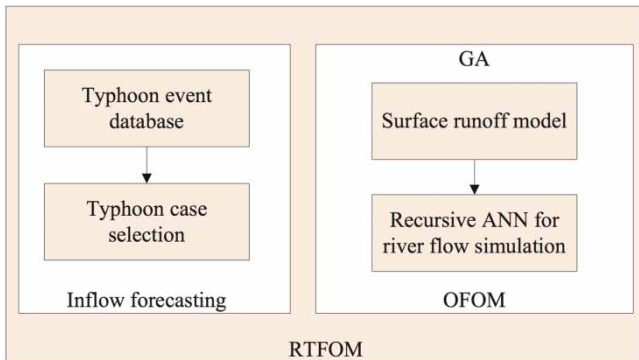 Typhoon event
database
Typhoon case
selection
Inflow forecasting
GA
Surface runoff model
Recursive ANN for
river flow simulation
OFOM
RTFOM